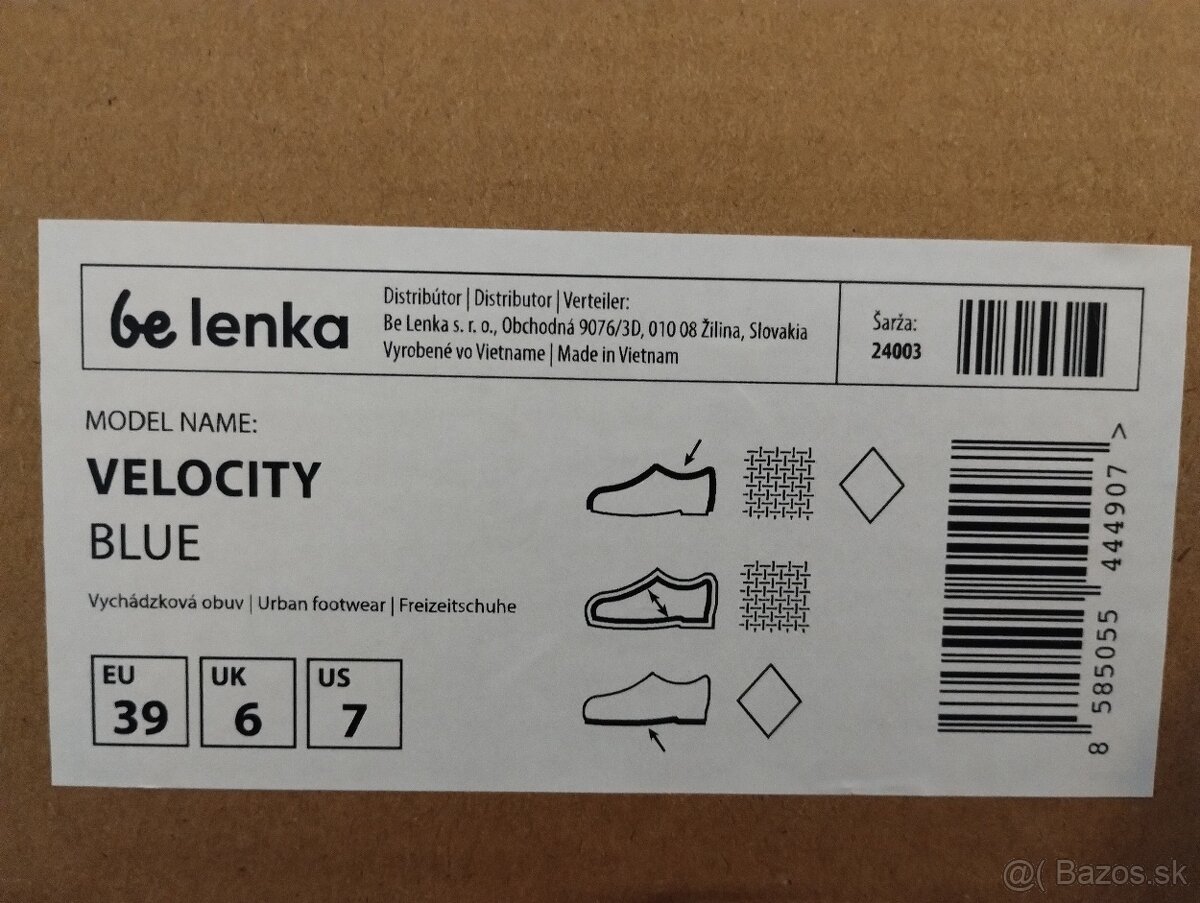 be lenka
Distribútor | Distributor | Verteiler:
Be Lenka s. r. o., Obchodná 9076/3D, 010 08 Žilina, Slovakia
Vyrobené vo Vietname | Made in Vietnam
Šarža:
24003
MODEL NAME:
VELOCITY
BLUE
Vychádzková obuv | Urban footwear | Freizeitschuhe
EU
39
UK
6
US
7
8 585055 444907 >
@( Bazos.sk